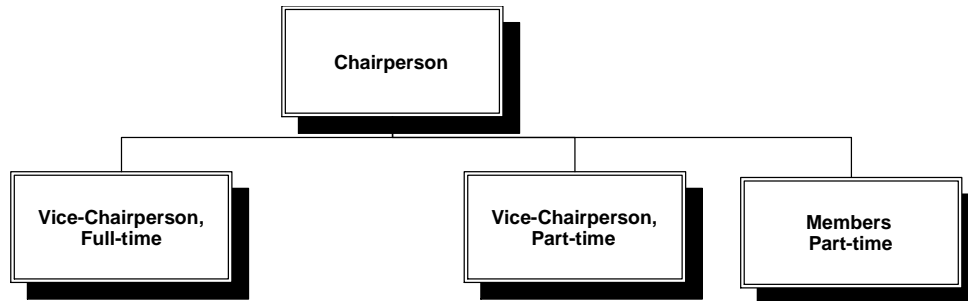 Chairperson
Vice-Chairperson,
Full-time
Vice-Chairperson,
Part-time
Members
Part-time